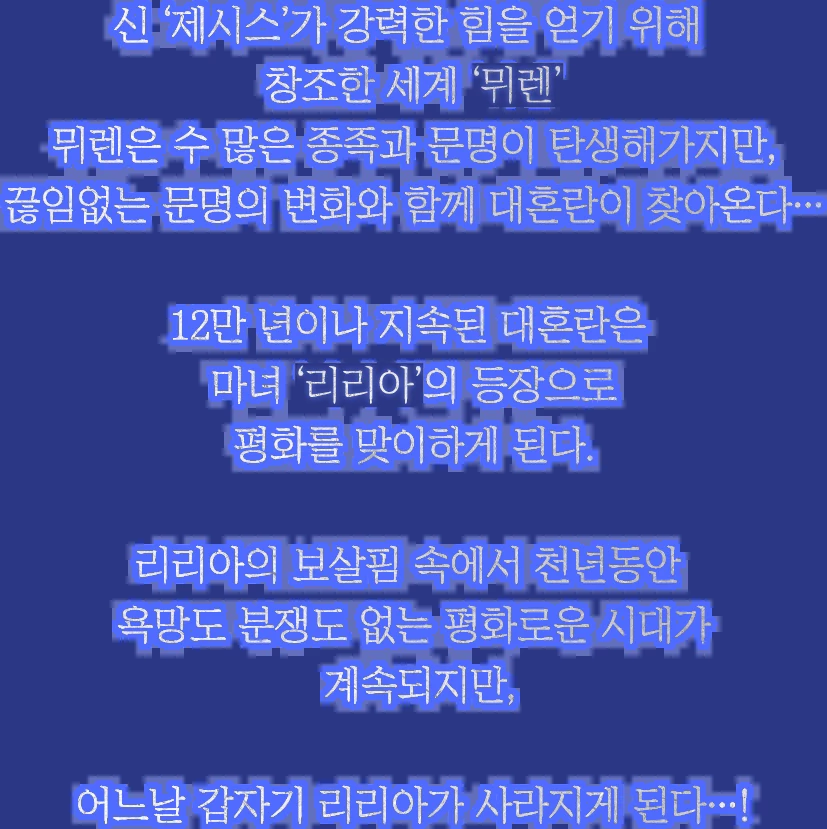 신 ‘제시스’가 강력한 힘을 얻기 위해
창조한 세계 ‘뮈렌’
뮈렌은 수 많은 종족과 문명이 탄생해가지만,
끊임없는 문명의 변화와 함께 대혼란이 찾아온다…
12만 년이나 지속된 대혼란은
마녀 ‘리리아’의 등장으로
평화를 맞이하게 된다.
리리아의 보살핌 속에서 천년동안
욕망도 분쟁도 없는 평화로운 시대가
계속되지만,
어느날 갑자기 리리아가 사라지게 된다…!